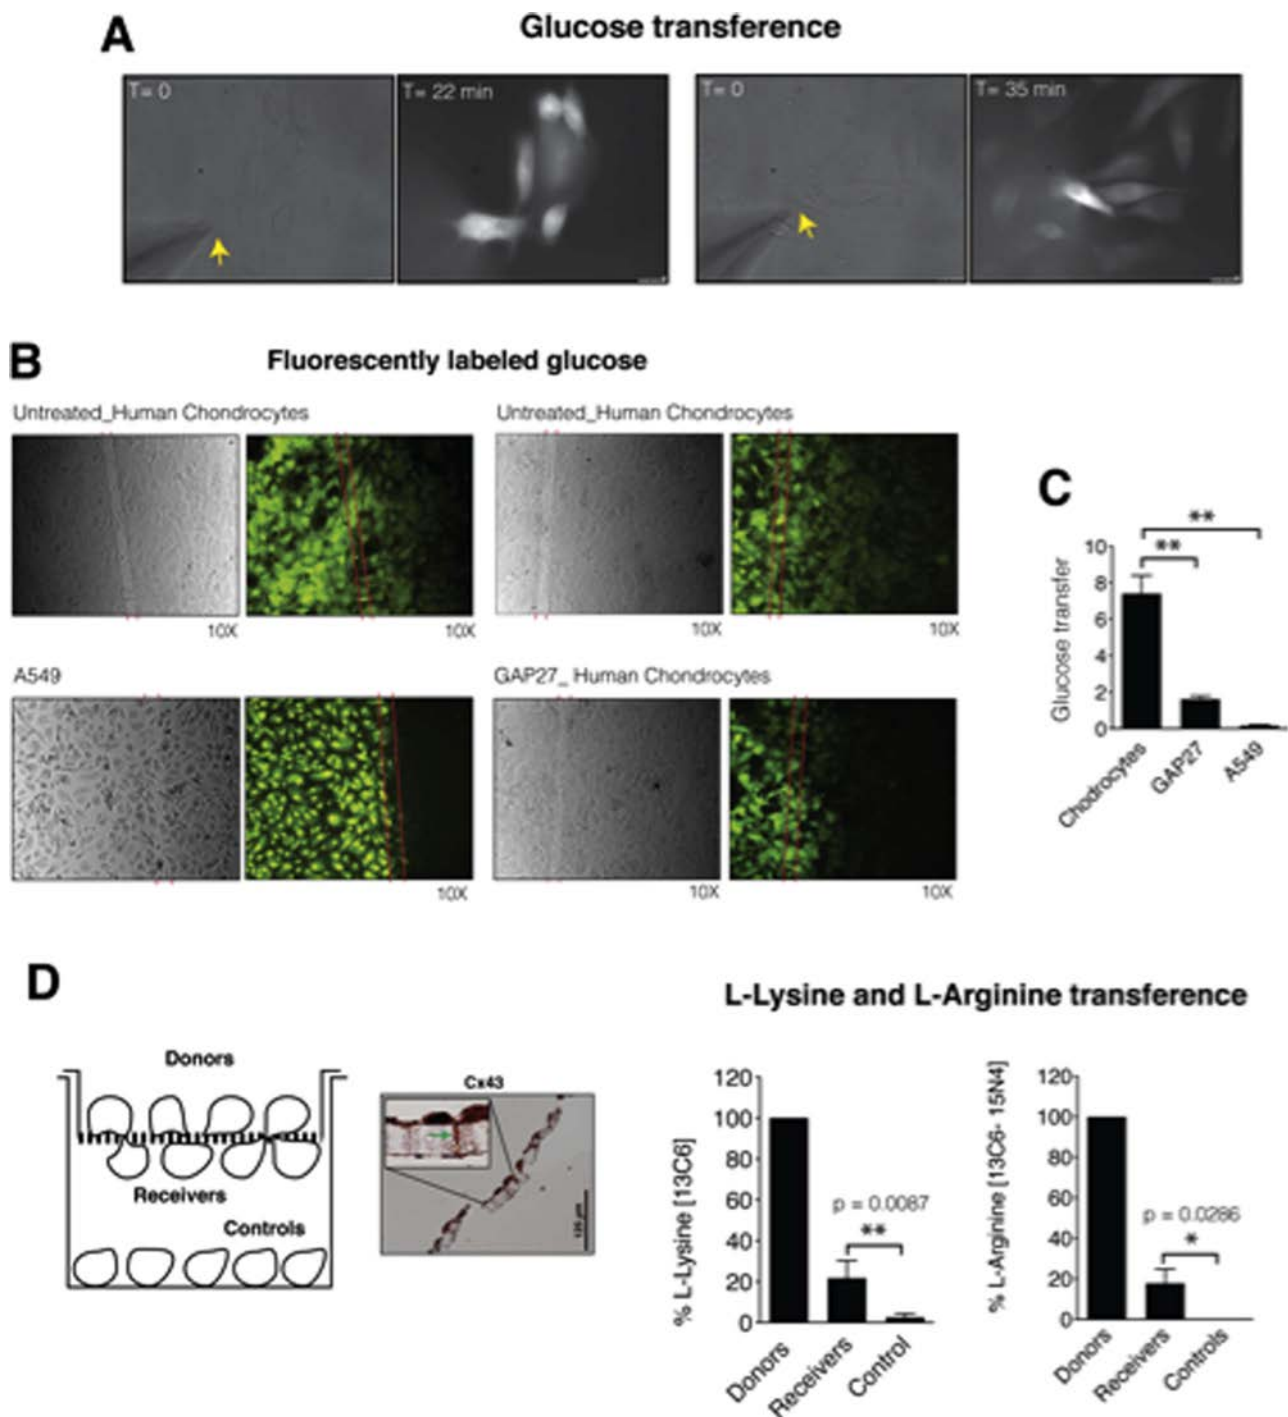 A
Glucose transference
T= 0
T= 22 min
T= 0
T= 35 min
B
Fluorescently labeled glucose
Untreated_Human Chondrocytes
Untreated_Human Chondrocytes
10X
10X
10X
10X
A549
GAP27_ Human Chondrocytes
10X
10X
10X
C
**
**
Glucose transfer
10
8
6
4
2
0
Chodrocytes
GAP27
A549
D
L-Lysine and L-Arginine transference
Donors
Receivers
Controls
Cx43
% L-Lysine [13C6]
120
100
80
60
40
20
0
p = 0.0087
**
Donors
Receivers
Control
% L-Arginine [13C6- 15N4]
120
100
80
60
40
20
0
p = 0.0286
*
Donors
Receivers
Controls